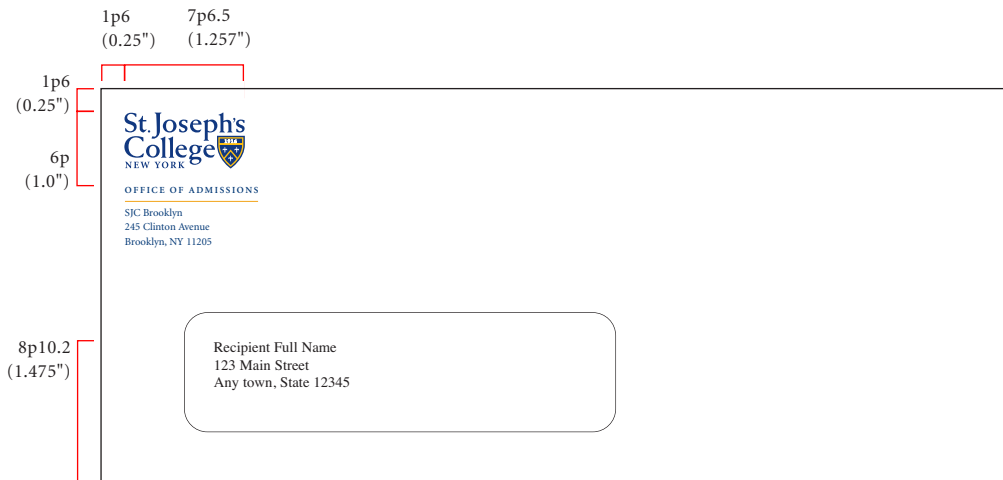 1p6
(0.25")
7p6.5
(1.257")
1p6
(0.25")
6p
(1.0")
St. Joseph's
College
1916
NEW YORK
OFFICE OF ADMISSIONS
SJC Brooklyn
245 Clinton Avenue
Brooklyn, NY 11205
8p10.2
(1.475")
Recipient Full Name
123 Main Street
Any town, State 12345